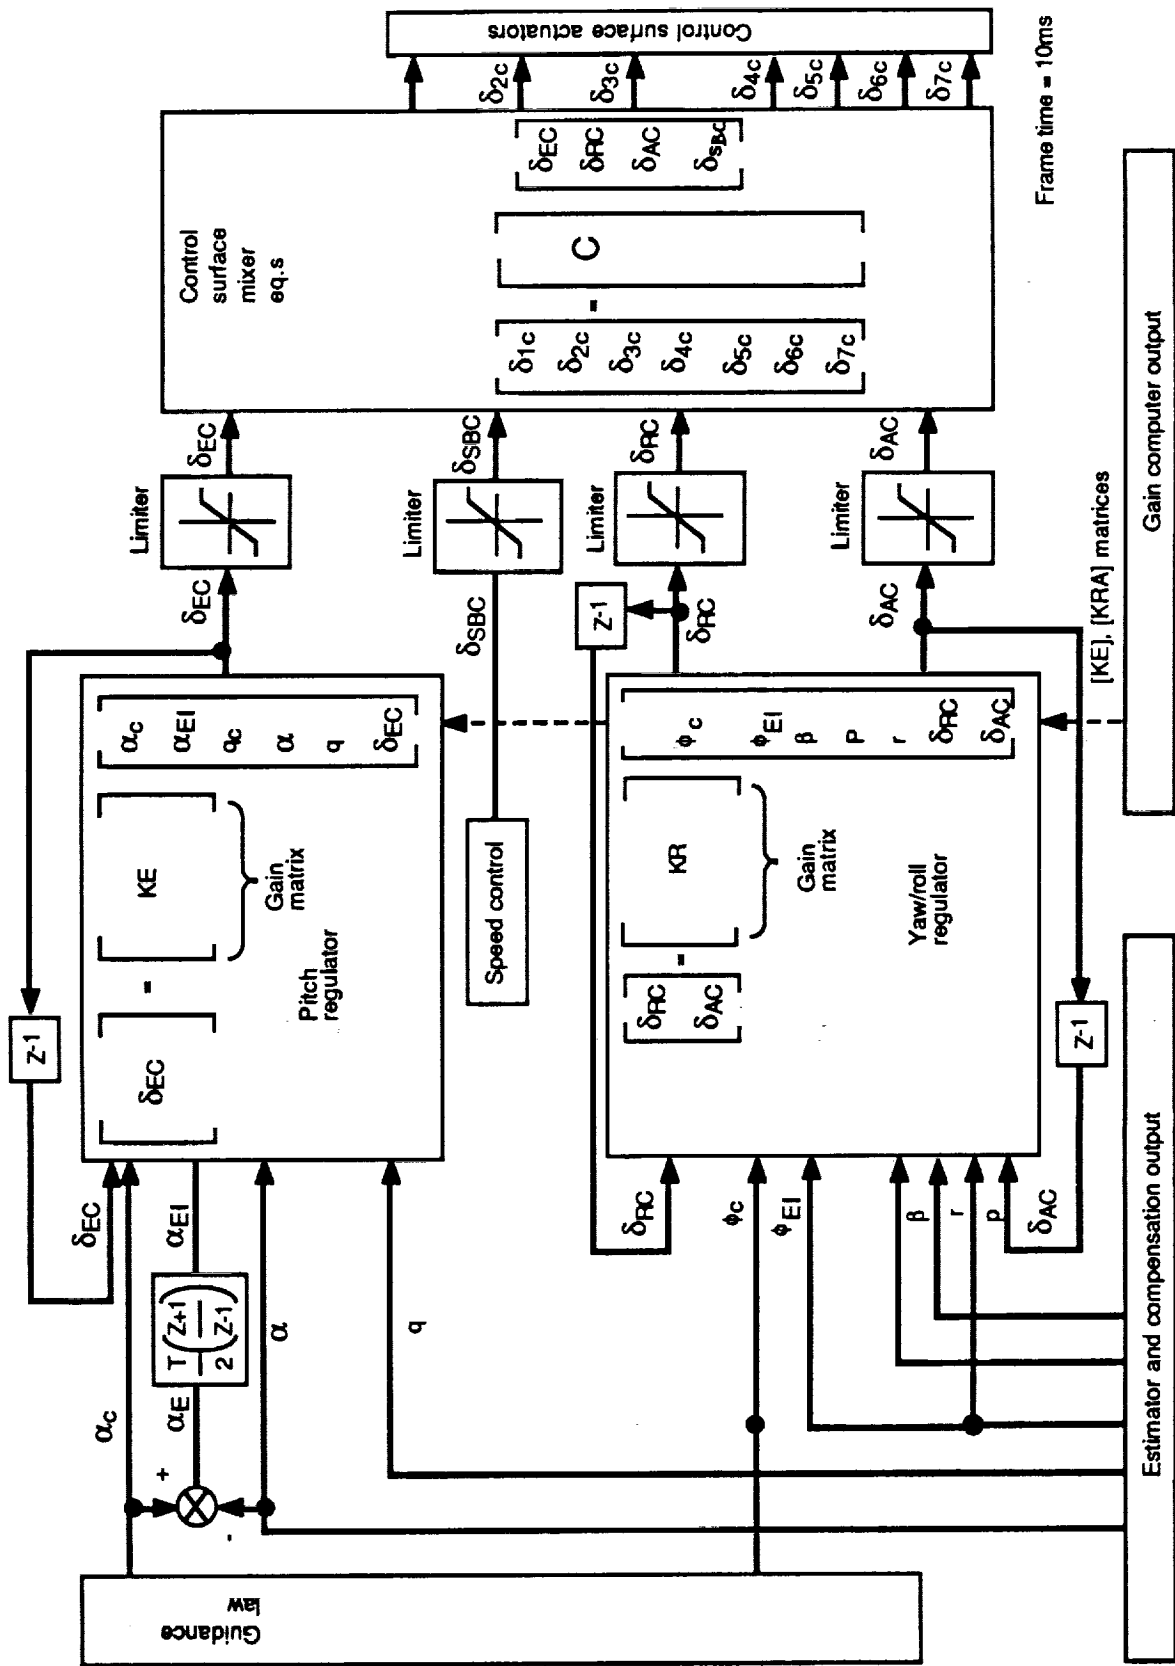 Guidance
law
αc
+
-
αE
T
2
(Z+1
Z-1)
αEI
α
q
δEC
Z-1
[δEC] = [KE]
αc
αEI
qc
α
q
δEC
Gain
matrix
Pitch
regulator
δEC
Limiter
δEC
Speed control
δSBC
Limiter
δSBC
δRC
ϕc
ϕEI
β
r
p
δAC
Z-1
Z-1
δRC
δAC
=
KR
ϕc
ϕEI
β
P
r
δRC
δAC
Gain
matrix
Yaw/roll
regulator
δRC
Limiter
δRC
δAC
Limiter
δAC
[KE], [KRA] matrices
Control
surface
mixer
eq.s
δ1c
δ2c
δ3c
δ4c
δ5c
δ6c
δ7c
=
C
δEC
δRC
δAC
δSBC
δ2c
δ3c
δ4c
δ5c
δ6c
δ7c
Control surface actuators
Frame time = 10ms
Estimator and compensation output
Gain computer output